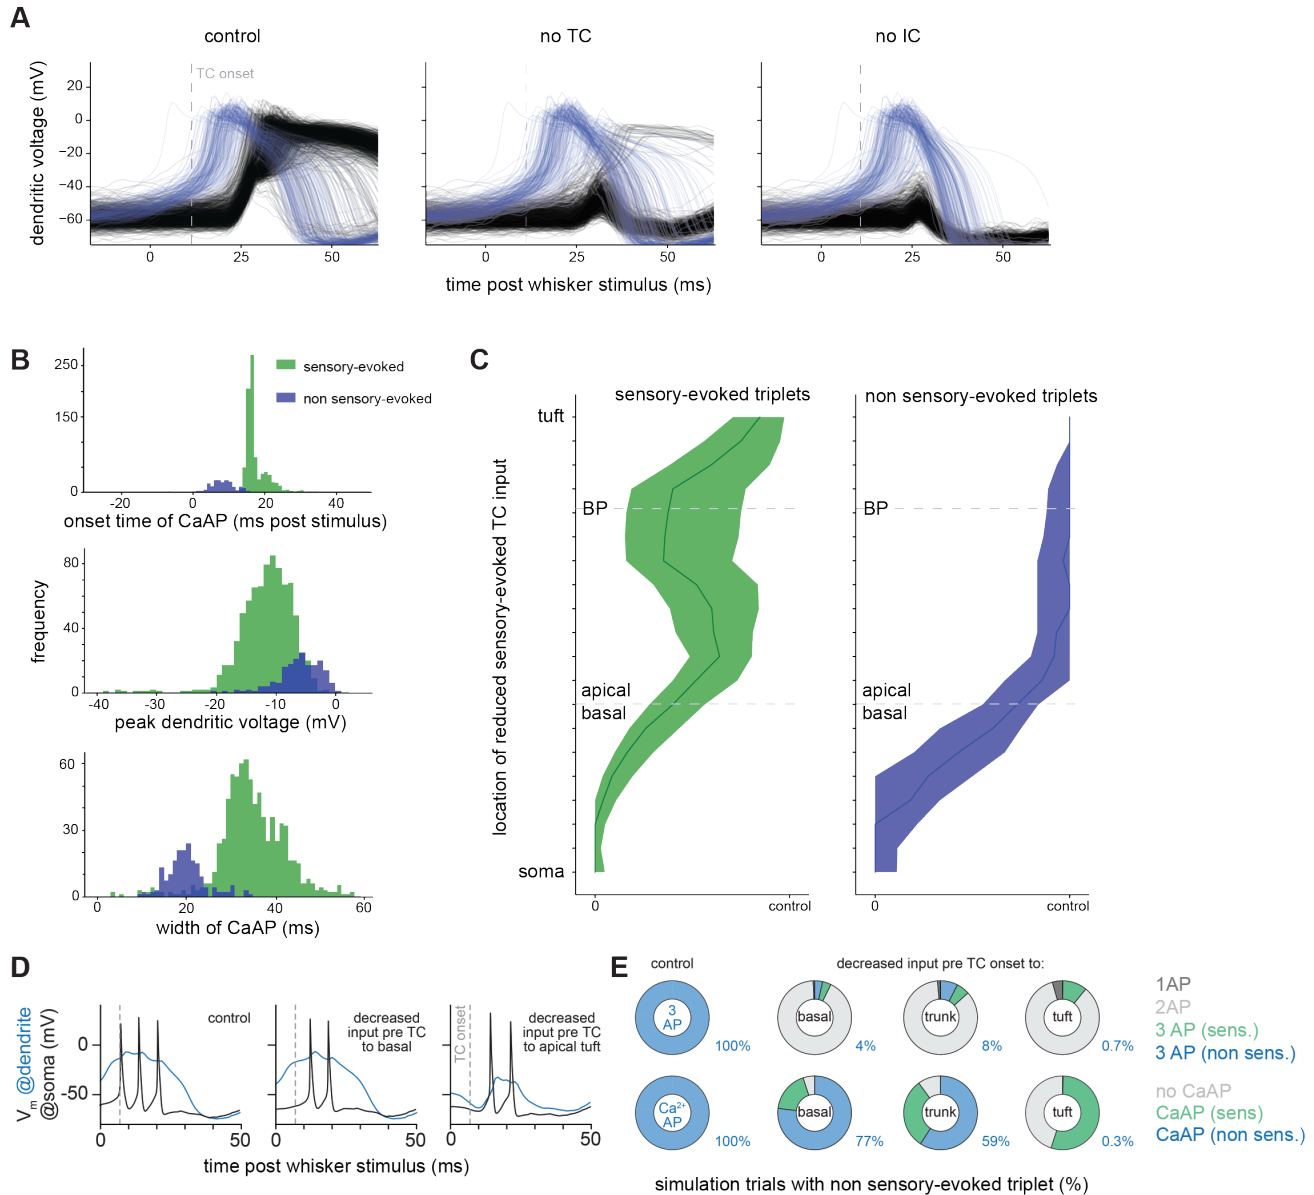 A
control
no TC
no IC
TC onset
dendritic voltage (mV)
20
0
−20
−40
−60
0
25
50
0
25
50
0
25
50
time post whisker stimulus (ms)
B
250
150
0
sensory-evoked
non sensory-evoked
-20
0
20
40
onset time of CaAP (ms post stimulus)
frequency
80
40
0
-40
-30
-20
-10
0
peak dendritic voltage (mV)
60
30
0
0
20
40
60
width of CaAP (ms)
C
location of reduced sensory-evoked TC input
sensory-evoked triplets
non sensory-evoked triplets
tuft
BP
apical
basal
soma
0
control
BP
apical
basal
0
control
D
Vm @dendrite
@soma (mV)
0
-50
control
decreased
input pre TC
to basal
TC onset
decreased
input pre TC
to apical tuft
0
50
0
50
0
50
time post whisker stimulus (ms)
E
control
decreased input pre TC onset to:
3
AP
100%
basal
4%
trunk
8%
tuft
0.7%
1AP
2AP
3 AP (sens.)
3 AP (non sens.)
Ca2+
AP
100%
basal
77%
trunk
59%
tuft
0.3%
no CaAP
CaAP (sens)
CaAP (non sens.)
simulation trials with non sensory-evoked triplet (%)